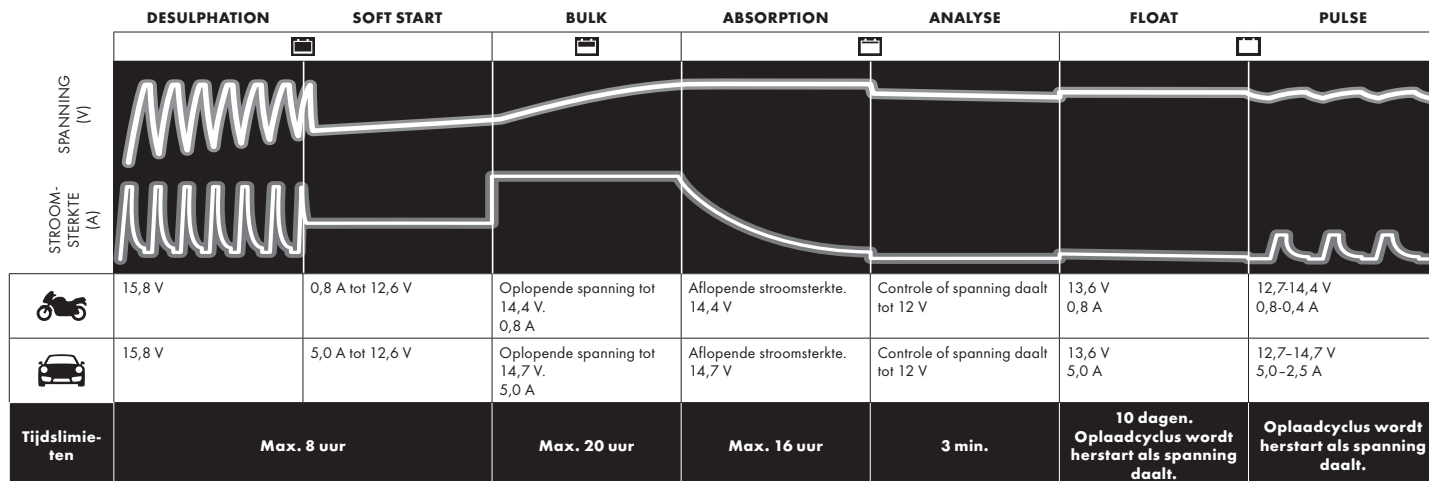 DESULPHATION SOFT START BULK ABSORPTION ANALYSE FLOAT PULSE
SPANNING
(V)
STROOM-
STERKTE
(A)
15,8 V
0,8 A tot 12,6 V
Oplopende spanning tot
14,4 V.
0,8 A
Aflopende stroomsterkte.
14,4 V
Controle of spanning daalt
tot 12 V
13,6 V
0,8 A
12,7-14,4 V
0,8-0,4 A
15,8 V
5,0 A tot 12,6 V
Oplopende spanning tot
14,7 V.
5,0 A
Aflopende stroomsterkte.
14,7 V
Controle of spanning daalt
tot 12 V
13,6 V
5,0 A
12,7–14,7 V
5,0–2,5 A
Tijdslimie-
ten
Max. 8 uur
Max. 20 uur
Max. 16 uur
3 min.
10 dagen.
Oplaadcyclus wordt
herstart als spanning
daalt.
Oplaadcyclus wordt
herstart als spanning
daalt.